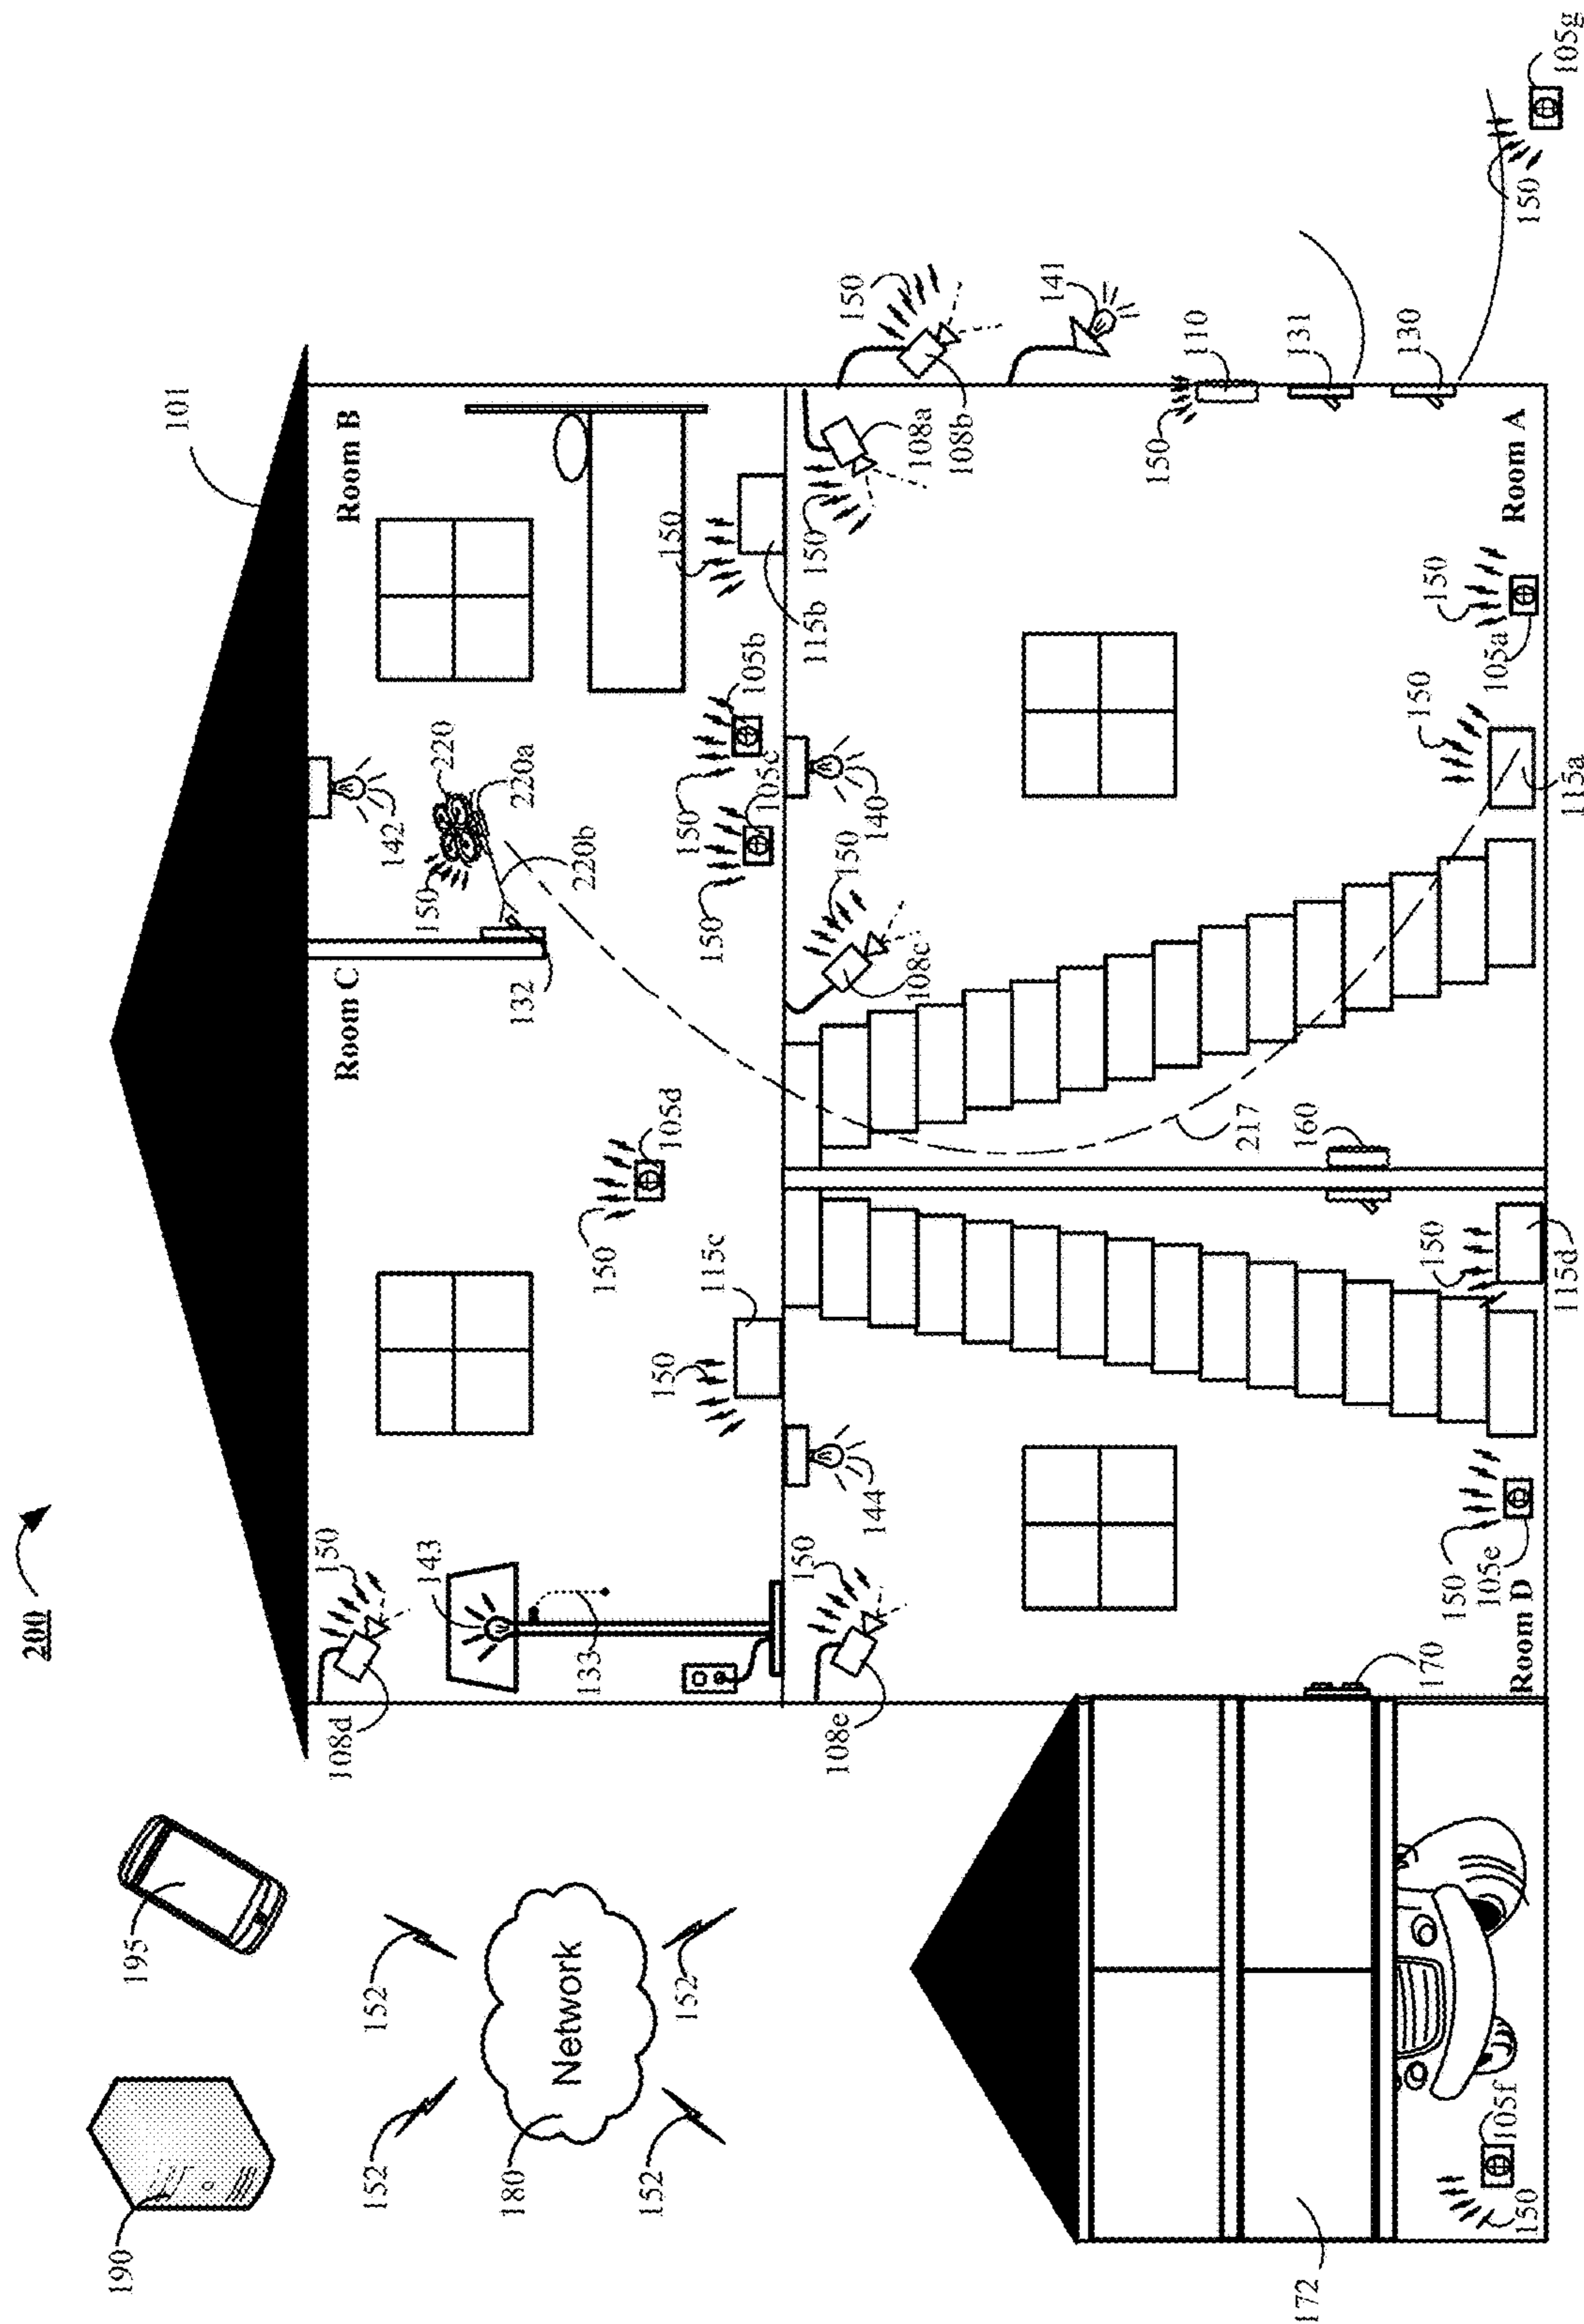 200
190
195
101
152
152
108d
150
Room C
Room B
143
142
150
220
180
Network
132
220b
220a
133
150
105d
152
152
150
115c
150
150
105c
105b
150
108e
150
144
108c
150
140
115b
150
108a
108b
150
141
217
150
110
160
131
172
170
130
150
150
150
150
150
105f
Room D
105e
105a
Room A
150
115d
115a
105g